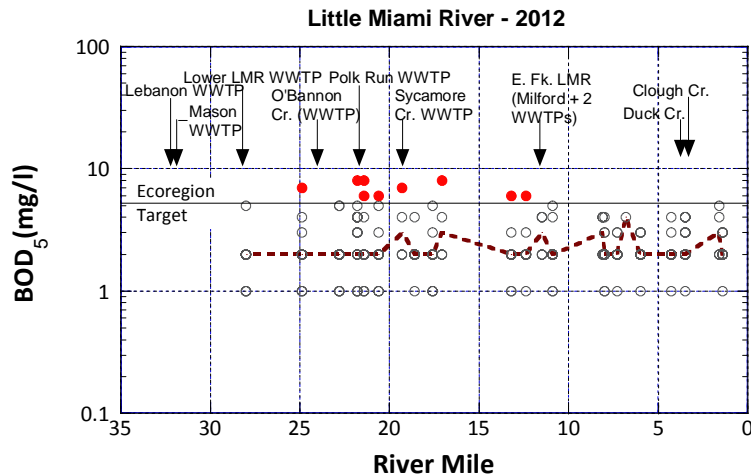 Little Miami River - 2012
100
10
1
0.1
BOD5(mg/l)
Lower LMR WWTP
Polk Run WWTP
E. Fk. LMR
(Milford + 2
WWTPs)
Clough Cr.
Lebanon WWTP
O'Bannon
Cr. (WWTP)
Sycamore
Cr. WWTP
Duck Cr.
_Mason
WWTP
Ecoregion
Target
35 30 25 20 15 10 5 0
River Mile